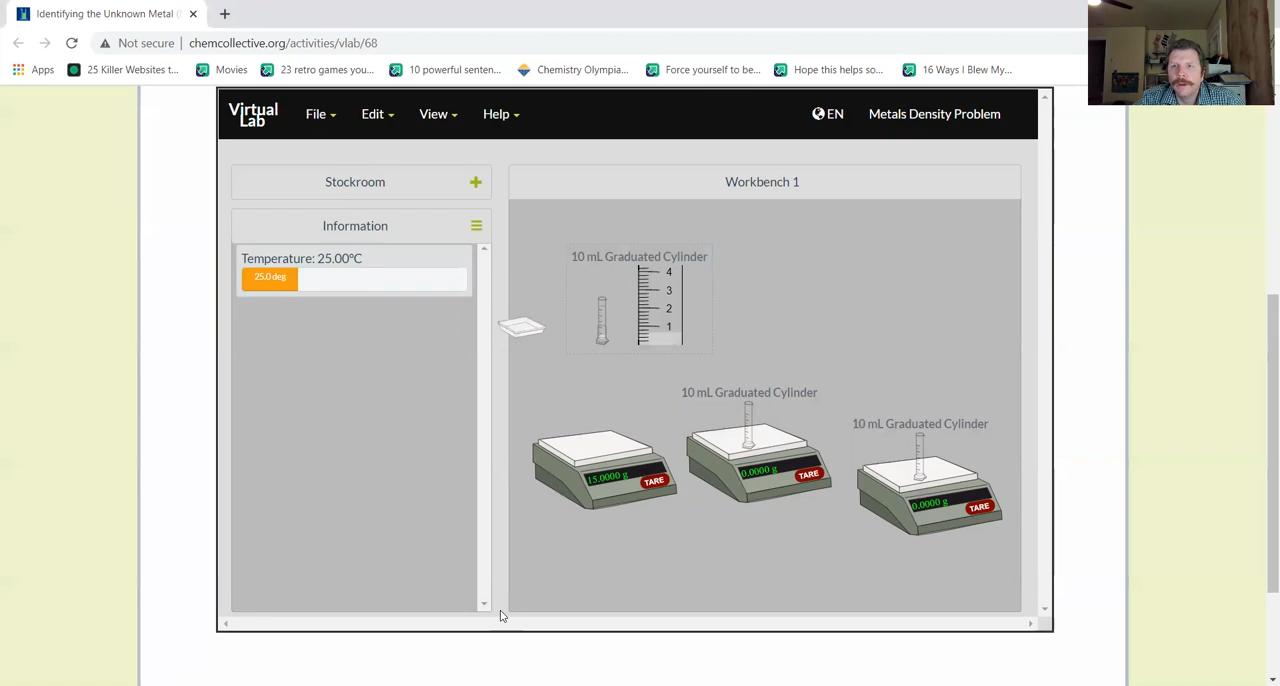 Identifying the Unknown Metal (
Not secure chemcollective.org/activities/vlab/68
Apps 25 Killer Websites t... Movies 23 retro games you... 10 powerful senten... Chemistry Olympia... Force yourself to be... Hope this helps so... 16 Ways I Blew My...
Virtual Lab File Edit View Help EN Metals Density Problem
Stockroom
Information
Temperature: 25.00°C
25.0 deg
Workbench 1
10 mL Graduated Cylinder
4
3
2
1
10 mL Graduated Cylinder
10 mL Graduated Cylinder
15.0000 g TARE
0.0000 g TARE
0.0000 g TARE